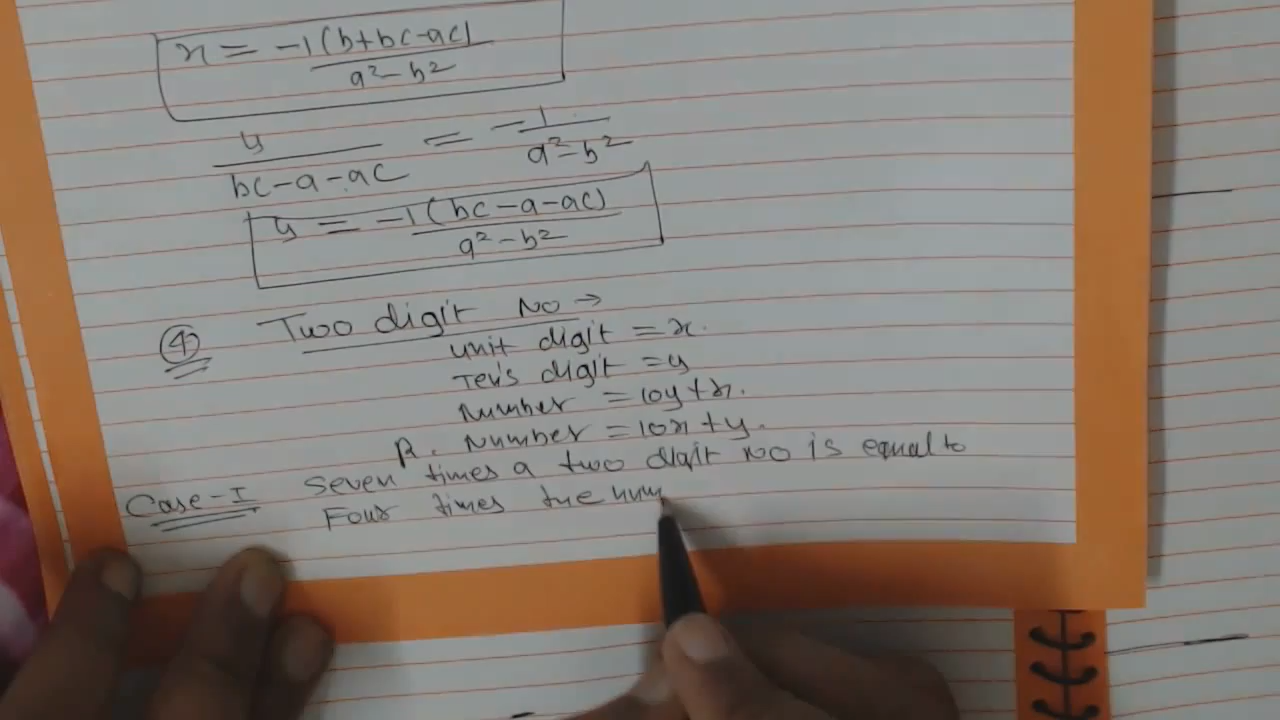 x = -1(b+bc-ac)
a²-b²
y = -1
bc-a-ac a²-b²
y = -1(bc-a-ac)
a²-b²
④ Two digit No →
unit digit = x.
Ten's digit = y
Number = 10y+x.
R. Number = 10x+y.
Case-I Seven times a two digit No is equal to
Four times the num